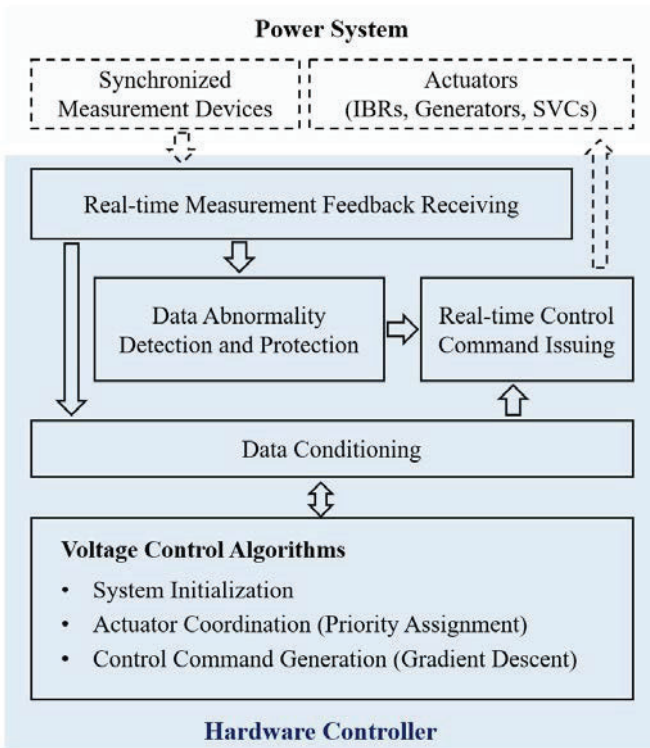 Power System
Synchronized
Measurement Devices
Actuators
(IBRs, Generators, SVCs)
Real-time Measurement Feedback Receiving
Data Abnormality
Detection and Protection
Real-time Control
Command Issuing
Data Conditioning
Voltage Control Algorithms
• System Initialization
• Actuator Coordination (Priority Assignment)
• Control Command Generation (Gradient Descent)
Hardware Controller